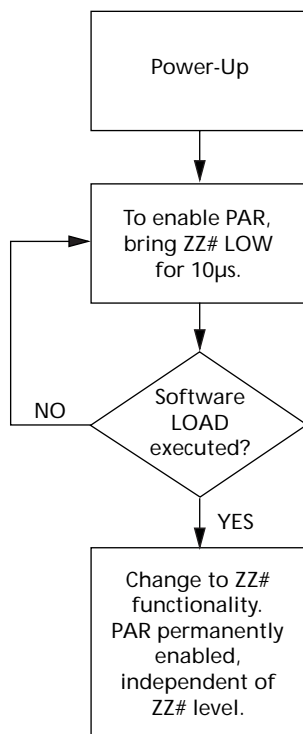 Power-Up
To enable PAR,
bring ZZ# LOW
for 10µs.
Software
LOAD
executed?
NO
YES
Change to ZZ#
functionality.
PAR permanently
enabled,
independent of
ZZ# level.